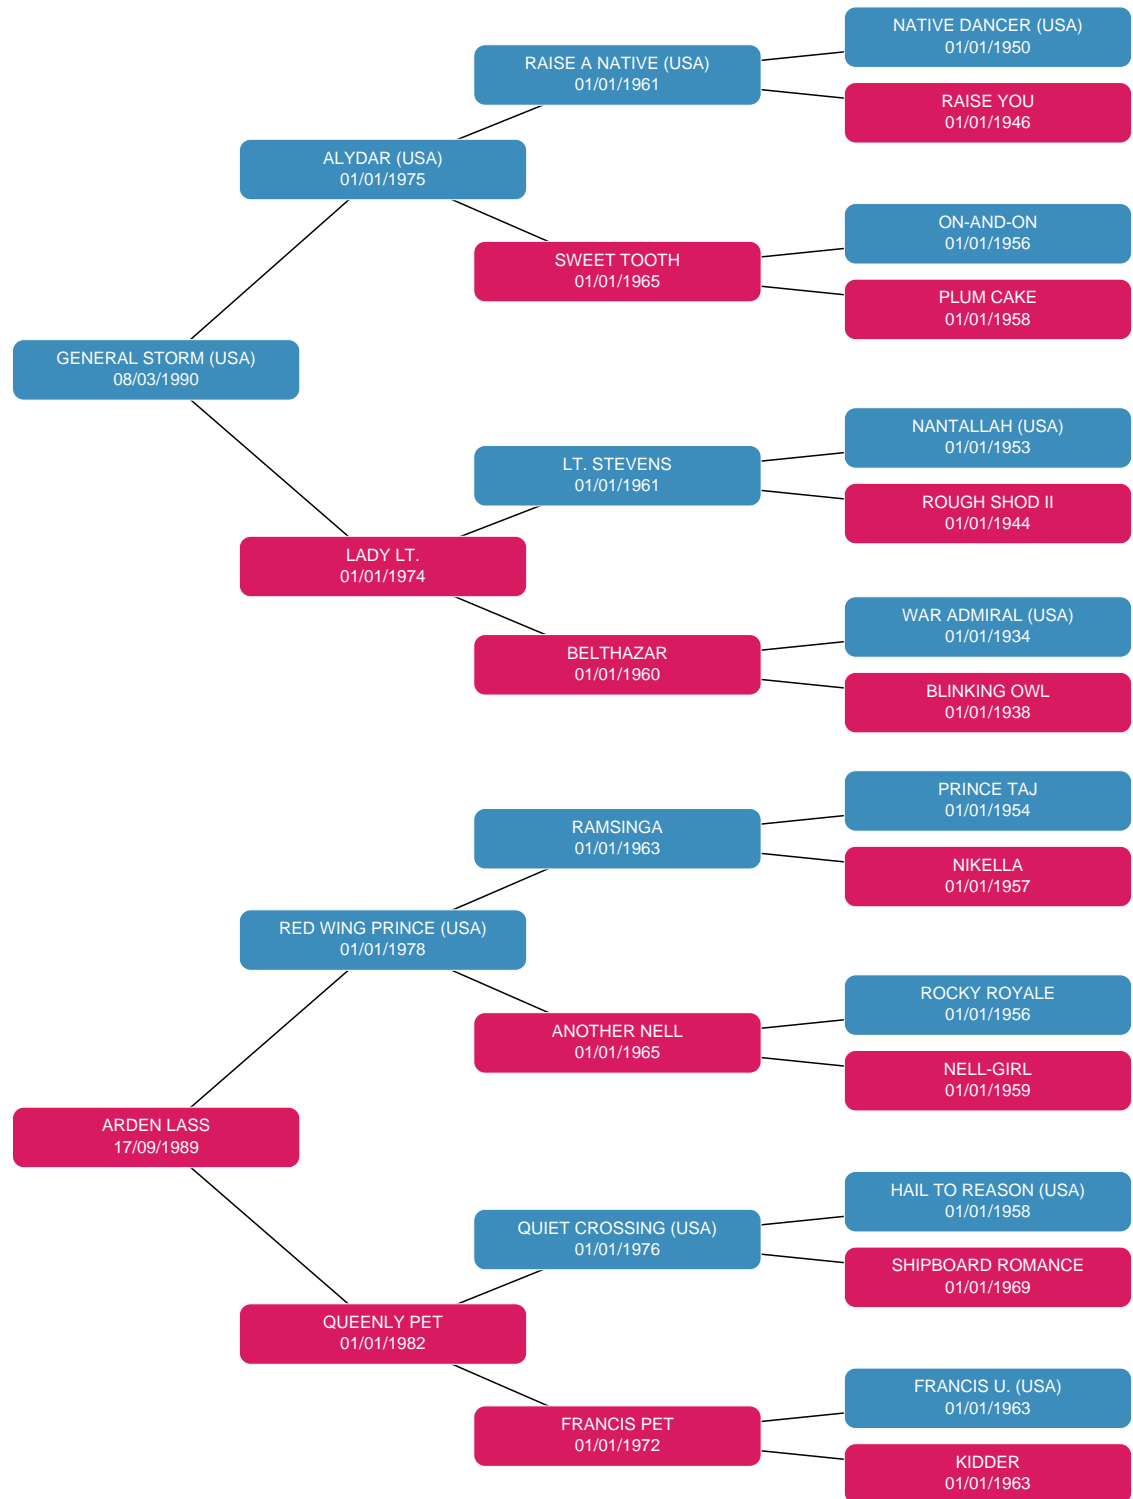 NATIVE DANCER (USA)
01/01/1950
RAISE A NATIVE (USA)
01/01/1961
RAISE YOU
01/01/1946
ALYDAR (USA)
01/01/1975
ON-AND-ON
01/01/1956
SWEET TOOTH
01/01/1965
PLUM CAKE
01/01/1958
GENERAL STORM (USA)
08/03/1990
NANTALLAH (USA)
01/01/1953
LT. STEVENS
01/01/1961
ROUGH SHOD II
01/01/1944
LADY LT.
01/01/1974
WAR ADMIRAL (USA)
01/01/1934
BELTHAZAR
01/01/1960
BLINKING OWL
01/01/1938
PRINCE TAJ
01/01/1954
RAMSINGA
01/01/1963
NIKELLA
01/01/1957
RED WING PRINCE (USA)
01/01/1978
ROCKY ROYALE
01/01/1956
ANOTHER NELL
01/01/1965
NELL-GIRL
01/01/1959
ARDEN LASS
17/09/1989
HAIL TO REASON (USA)
01/01/1958
QUIET CROSSING (USA)
01/01/1976
SHIPBOARD ROMANCE
01/01/1969
QUEENLY PET
01/01/1982
FRANCIS U. (USA)
01/01/1963
FRANCIS PET
01/01/1972
KIDDER
01/01/1963